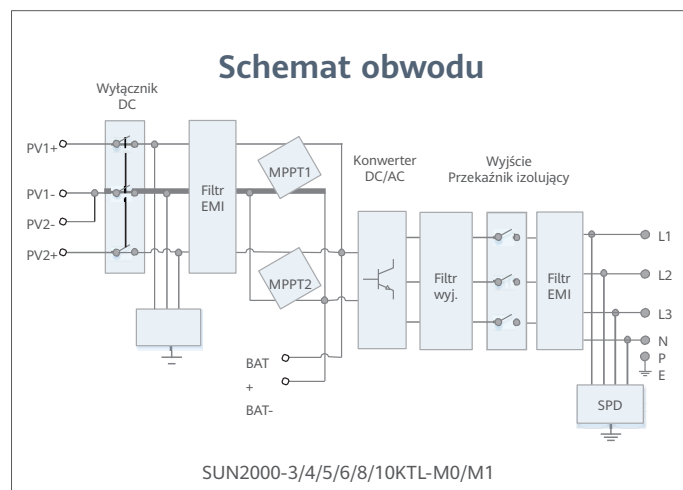 Schemat obwodu
Wyłącznik
DC
PV1+
PV1-
PV2-
PV2+
Filtr
EMI
MPPT1
MPPT2
Konwerter
DC/AC
Filtr
wyj.
Wyjście
Przekaźnik izolujący
Filtr
EMI
L1
L2
L3
N
P
E
BAT
+
BAT-
SPD
SUN2000-3/4/5/6/8/10KTL-M0/M1